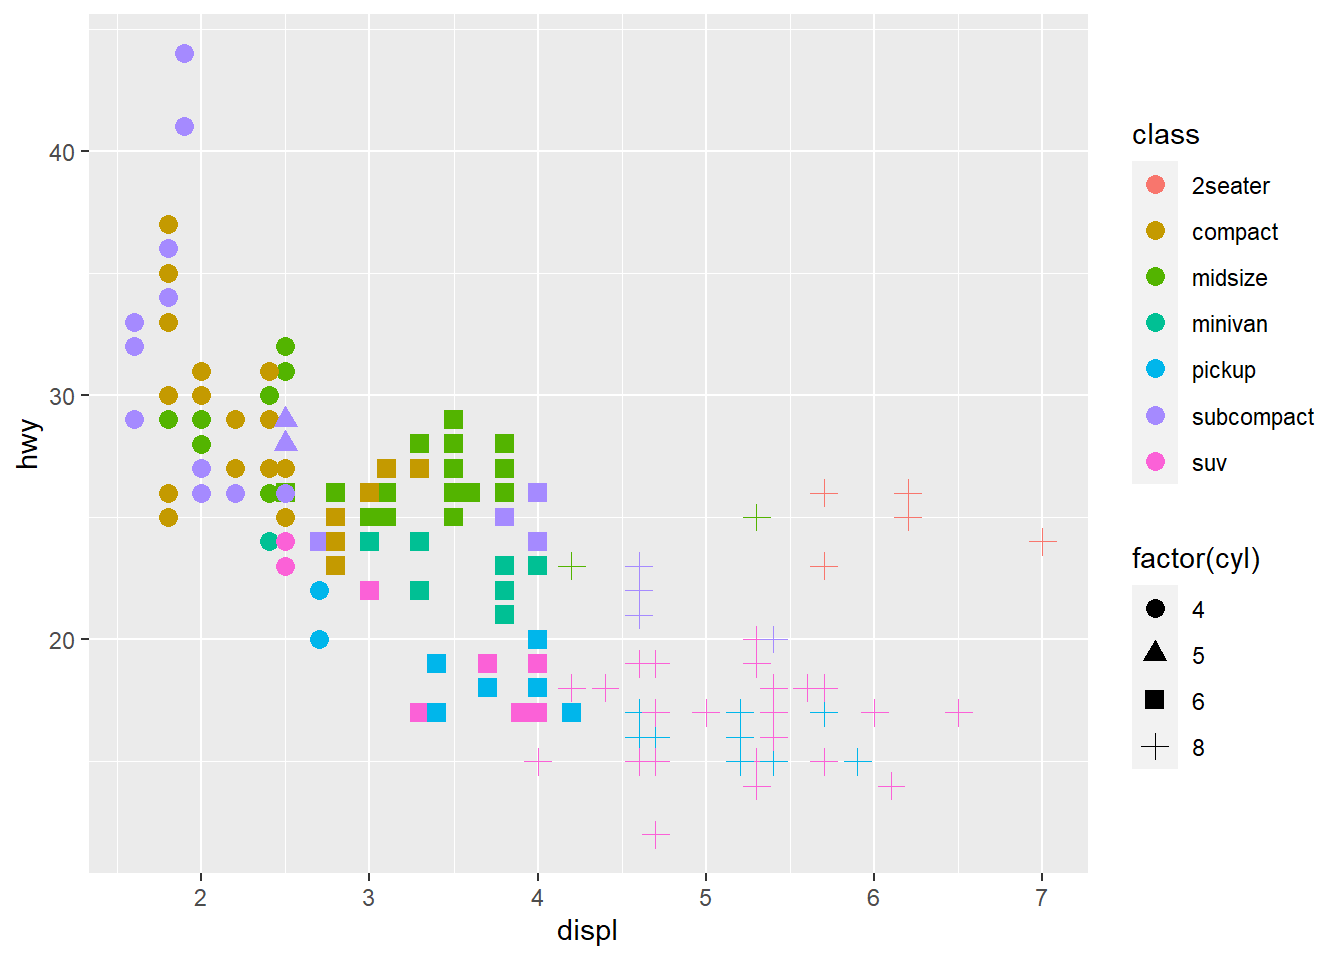 40
30
20
hwy
2
3
4
5
6
7
displ
class
2seater
compact
midsize
minivan
pickup
subcompact
suv
factor(cyl)
4
5
6
8